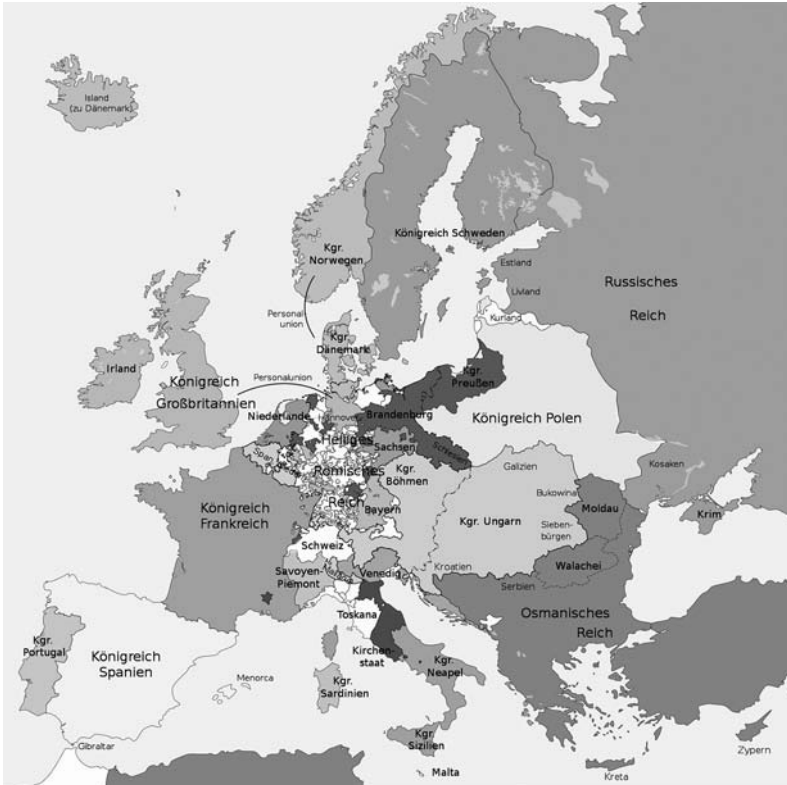 Island
(zu Dänemark)
Königreich Schweden
Kgr.
Norwegen
Estland
Livland
Kurland
Russisches
Reich
Personal-
union
Kgr.
Dänemark
Irland
Königreich
Großbritannien
Personalunion
Kgr.
Preußen
Niederlande
Hannover
Brandenburg
Königreich Polen
Heiliges
Sachsen
Schlesien
Span.
Römisches
Kgr.
Böhmen
Galizien
Kosaken
Reich
Bayern
Bukowina
Königreich
Frankreich
Moldau
Krim
Kgr. Ungarn
Sieben-
bürgen
Schweiz
Savoyen-
Piemont
Venedig
Kroatien
Walachei
Serbien
Toskana
Osmanisches
Reich
Kirchen-
staat
Kgr.
Neapel
Kgr.
Portugal
Königreich
Spanien
Menorca
Kgr.
Sardinien
Kgr.
Sizilien
Gibraltar
Malta
Kreta
Zypern